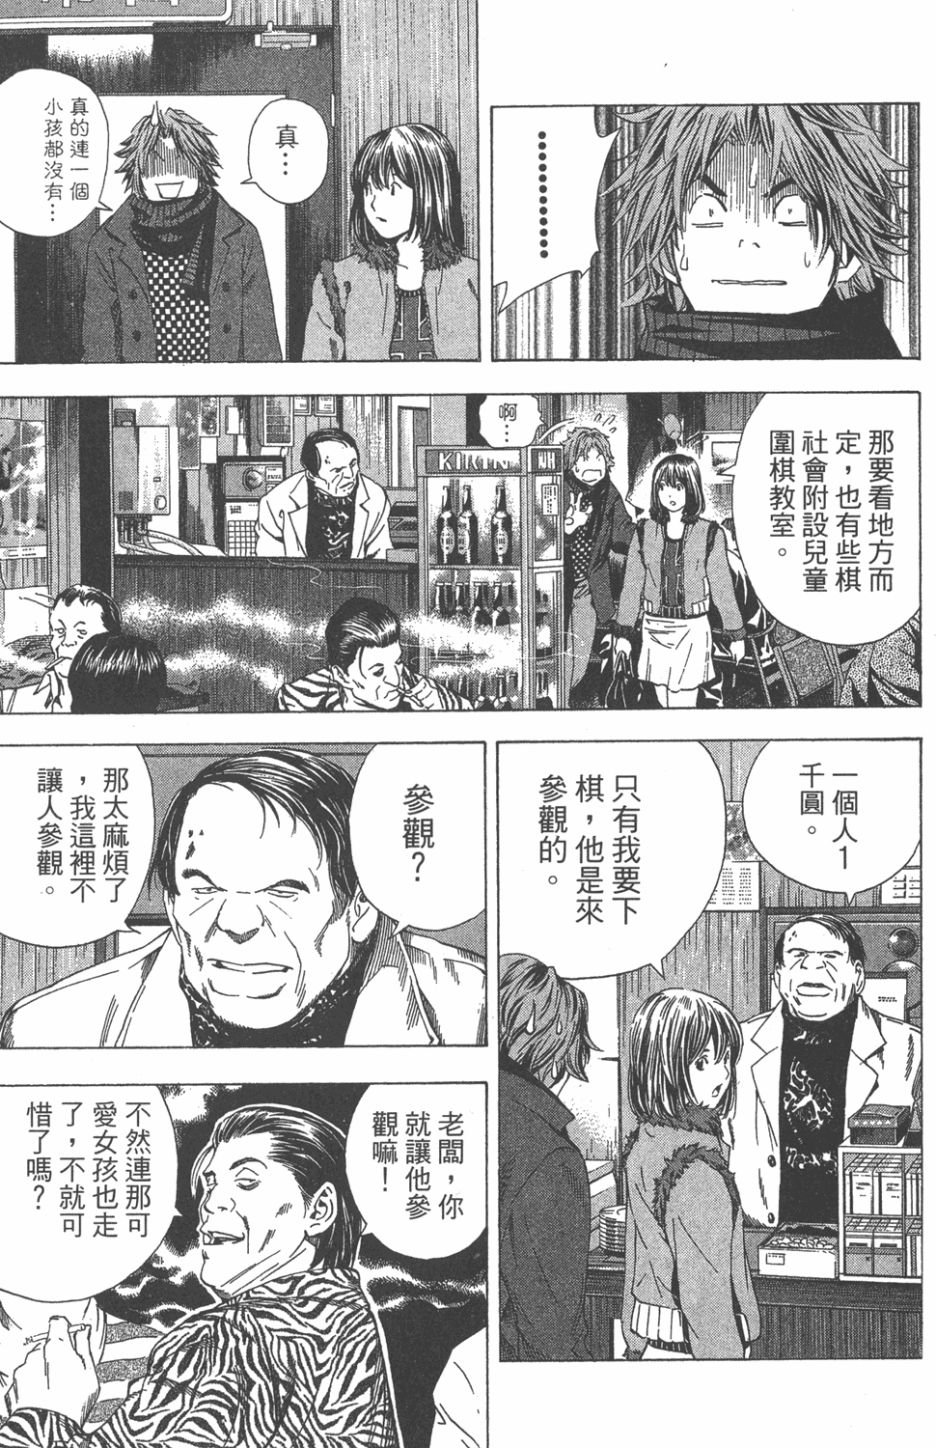 ………………
真…
真的連一個
小孩都沒有…
那要看地方而
定，也有些棋
社會附設兒童
圍棋教室。
啊…
KIRIN
一個人1
千圓。
只有我要下
棋，他是來
參觀的。
參觀？
那太麻煩了
，我這裡不
讓人參觀。
老闆，你
就讓他參
觀嘛！
不然連那可
愛女孩也走
了，不就可
惜了嗎？